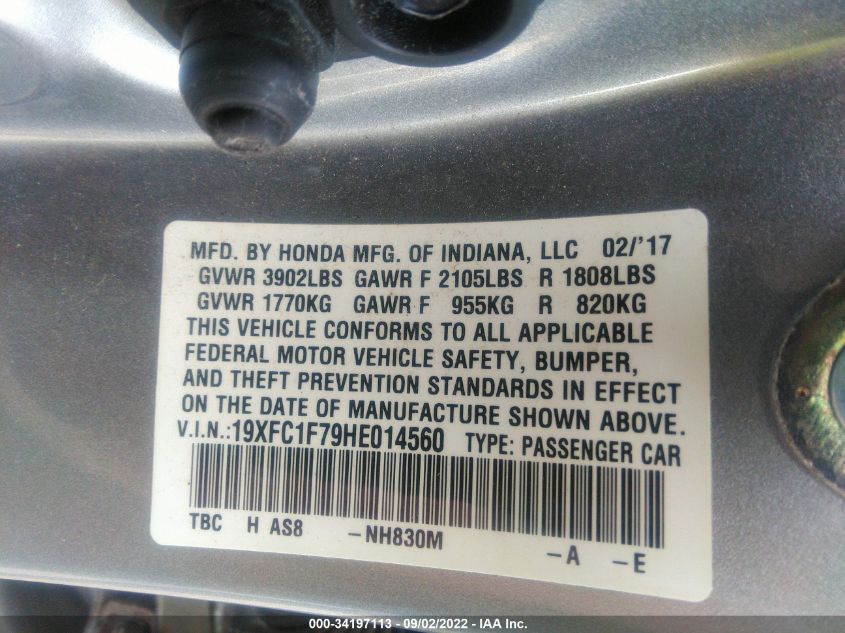 MFD. BY HONDA MFG. OF INDIANA, LLC 02/'17
GVWR 3902LBS GAWR F 2105LBS R 1808LBS
GVWR 1770KG GAWR F 955KG R 820KG
THIS VEHICLE CONFORMS TO ALL APPLICABLE
FEDERAL MOTOR VEHICLE SAFETY, BUMPER,
AND THEFT PREVENTION STANDARDS IN EFFECT
ON THE DATE OF MANUFACTURE SHOWN ABOVE.
V.I.N.:19XFC1F79HE014560 TYPE: PASSENGER CAR
TBC H AS8 -NH830M -A -E
000-34197113 - 09/02/2022 - IAA Inc.